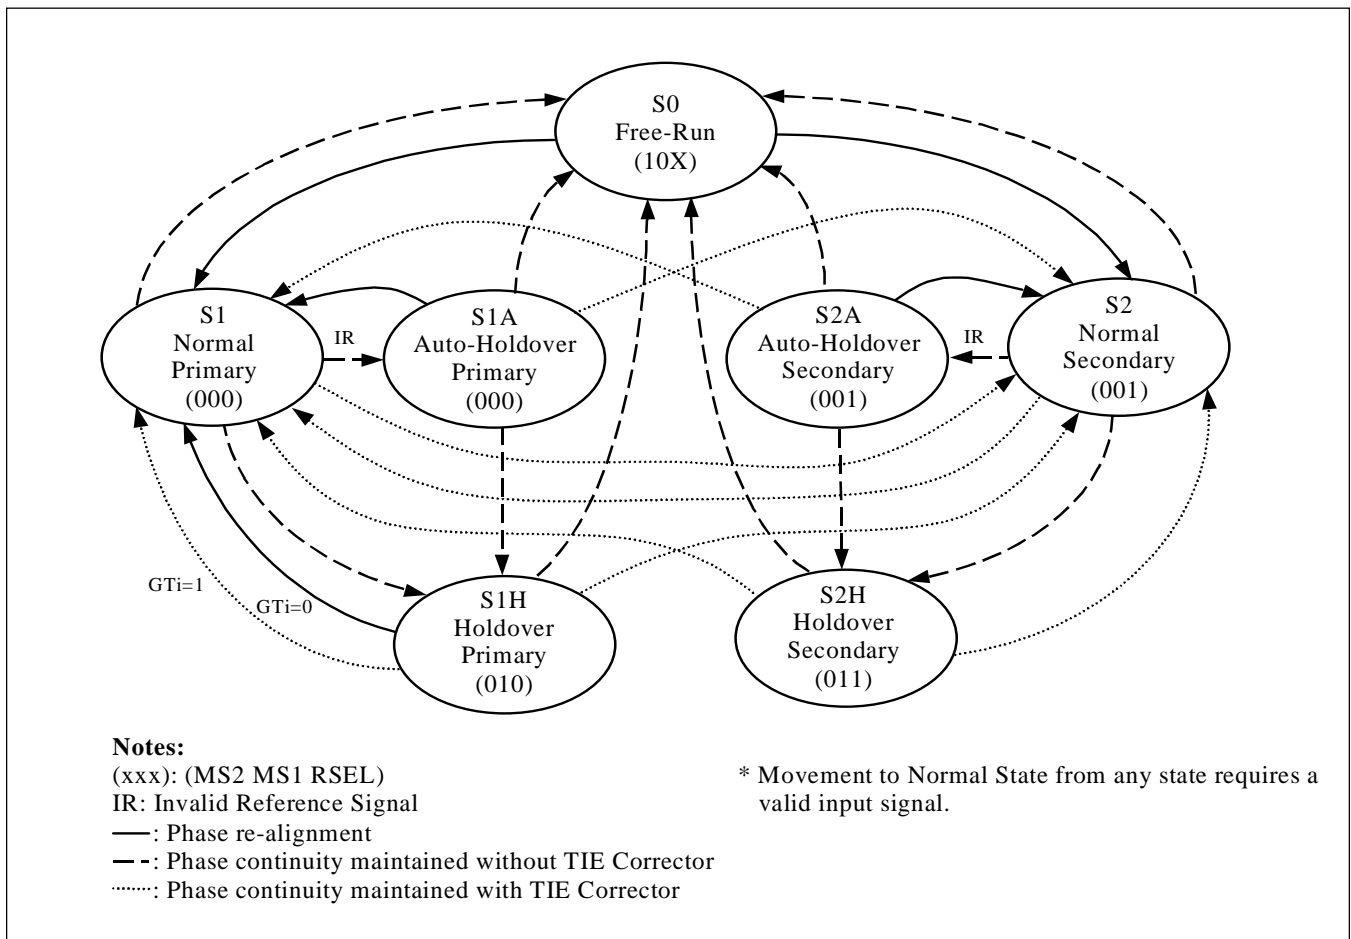 S0
Free-Run
(10X)
S1
Normal
Primary
(000)
IR
S1A
Auto-Holdover
Primary
(000)
S2A
Auto-Holdover
Secondary
(001)
IR
S2
Normal
Secondary
(001)
GTi=1
GTi=0
S1H
Holdover
Primary
(010)
S2H
Holdover
Secondary
(011)
Notes:
(xxx): (MS2 MS1 RSEL)
IR: Invalid Reference Signal
: Phase re-alignment
: Phase continuity maintained without TIE Corrector
: Phase continuity maintained with TIE Corrector
* Movement to Normal State from any state requires a
valid input signal.